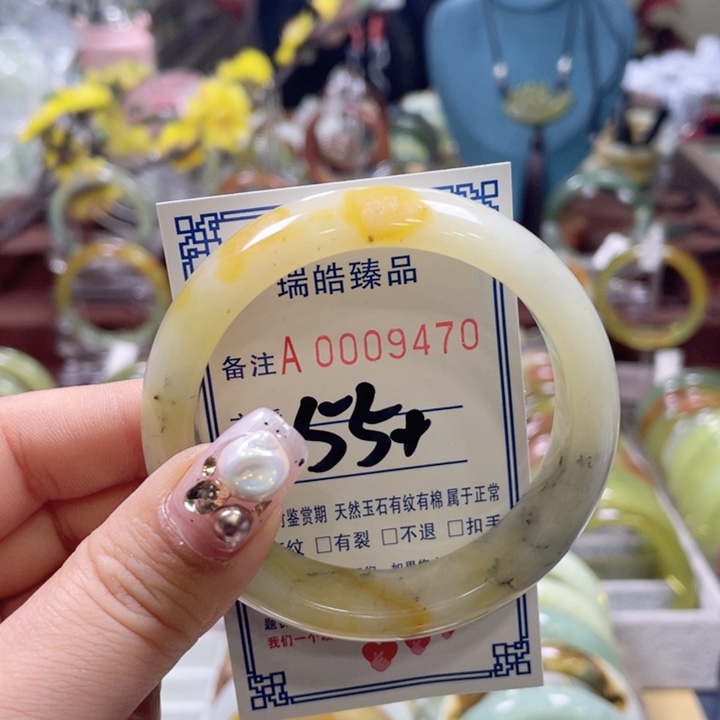 瑞皓臻品
备注 A 0009470
55+
鉴赏期 天然玉石有纹有棉 属于正常
纹 □有裂 □不退 □扣手
我们一个